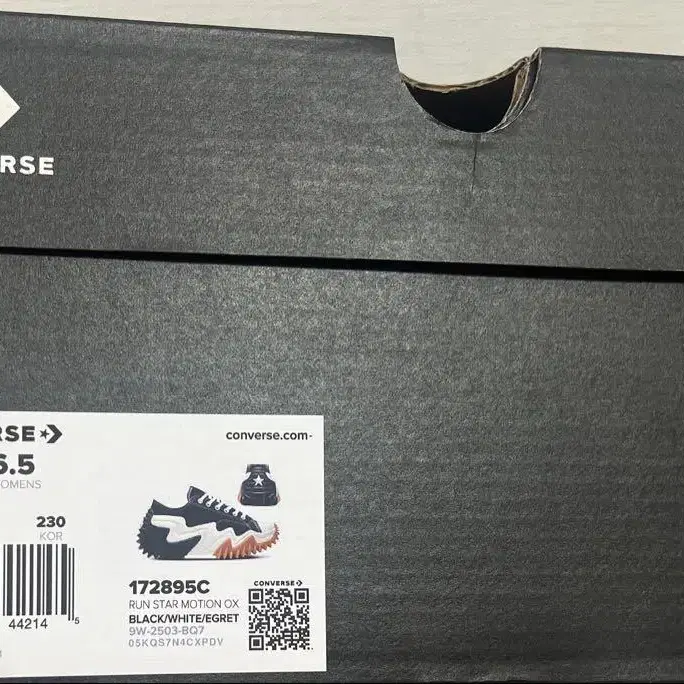 RSE
RSE
converse.com
6.5
OMENS
230
KOR
44214
5
172895C
RUN STAR MOTION OX
BLACK/WHITE/EGRET
9W-2503-BQ7
05KQS7N4CXPDV
CONVERSE